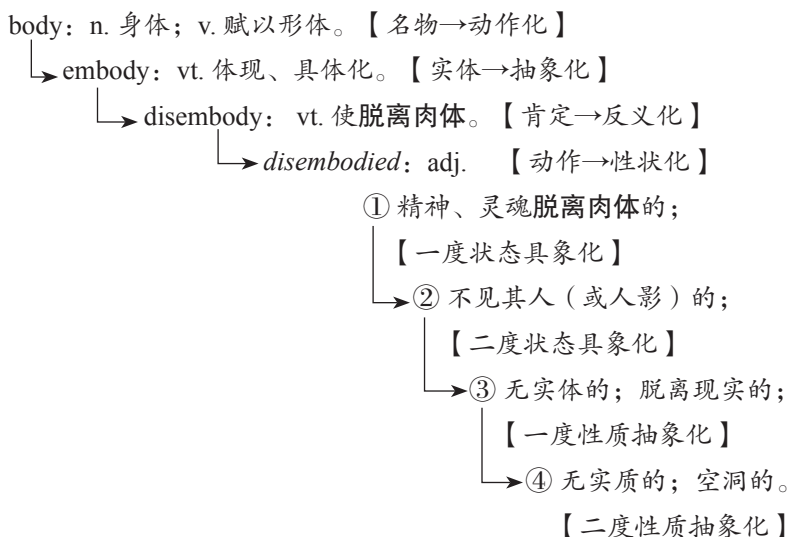 body：n. 身体；v. 赋以形体。【名物→动作化】
embody：vt. 体现、具体化。【实体→抽象化】
disembody： vt. 使脱离肉体。【肯定→反义化】
disembodied：adj. 【动作→性状化】
① 精神、灵魂脱离肉体的；
【一度状态具象化】
② 不见其人（或人影）的；
【二度状态具象化】
③ 无实体的；脱离现实的；
【一度性质抽象化】
④ 无实质的；空洞的。
【二度性质抽象化】